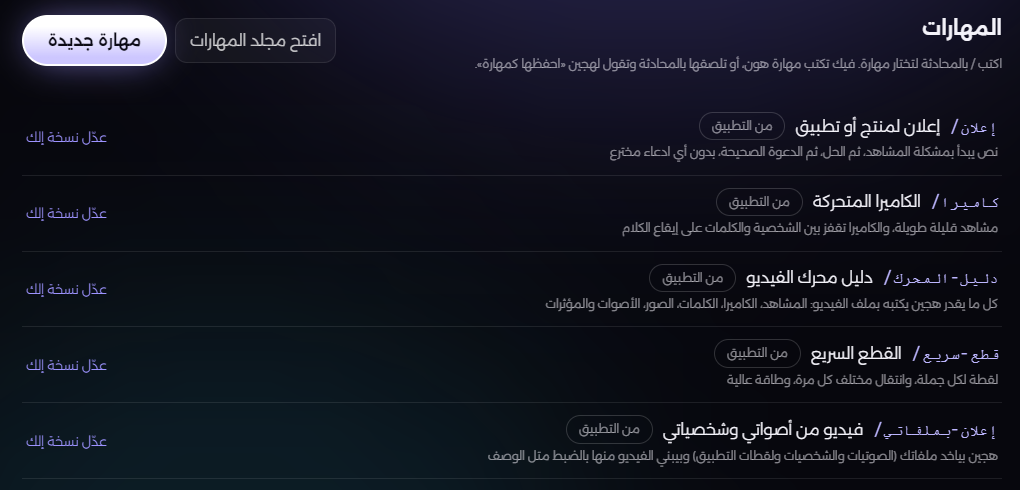 المهارات
افتح مجلد المهارات
مهارة جديدة
اكتب / بالمحادثة لتختار مهارة. فيك تكتب مهارة هون، أو تلصقها بالمحادثة وتقول لهجين «احفظها كمهارة».
/إعلان إعلان لمنتج أو تطبيق من التطبيق
عدّل نسخة إلك
نص يبدأ بمشكلة المشاهد، ثم الحل، ثم الدعوة الصحيحة، بدون أي ادعاء مخترع
/كاميرا الكاميرا المتحركة من التطبيق
عدّل نسخة إلك
مشاهد قليلة طويلة، والكاميرا تقفز بين الشخصية والكلمات على إيقاع الكلام
/دليل-المحرك دليل محرك الفيديو من التطبيق
عدّل نسخة إلك
كل ما يقدر هجين يكتبه بملف الفيديو: المشاهد، الكاميرا، الكلمات، الصور، الأصوات والمؤثرات
/قطع-سريع القطع السريع من التطبيق
عدّل نسخة إلك
لقطة لكل جملة، وانتقال مختلف كل مرة، وطاقة عالية
/إعلان-بملفاتي فيديو من أصواتي وشخصياتي من التطبيق
عدّل نسخة إلك
هجين بياخد ملفاتك (الصوتيات والشخصيات ولقطات التطبيق) وبيبني الفيديو منها بالضبط متل الوصف